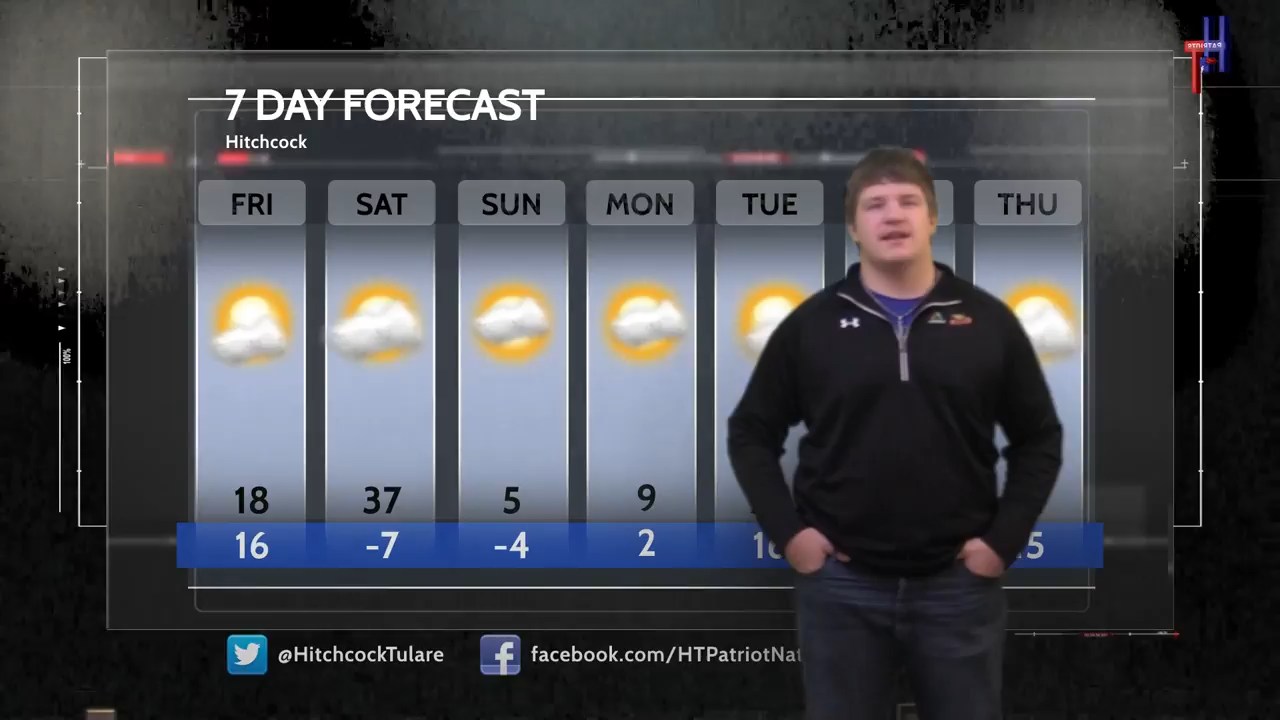 7 DAY FORECAST
Hitchcock
FRI SAT SUN MON TUE THU
18 37 5 9
16 -7 -4 2
@HitchcockTulare facebook.com/HTPatriotNat
100%